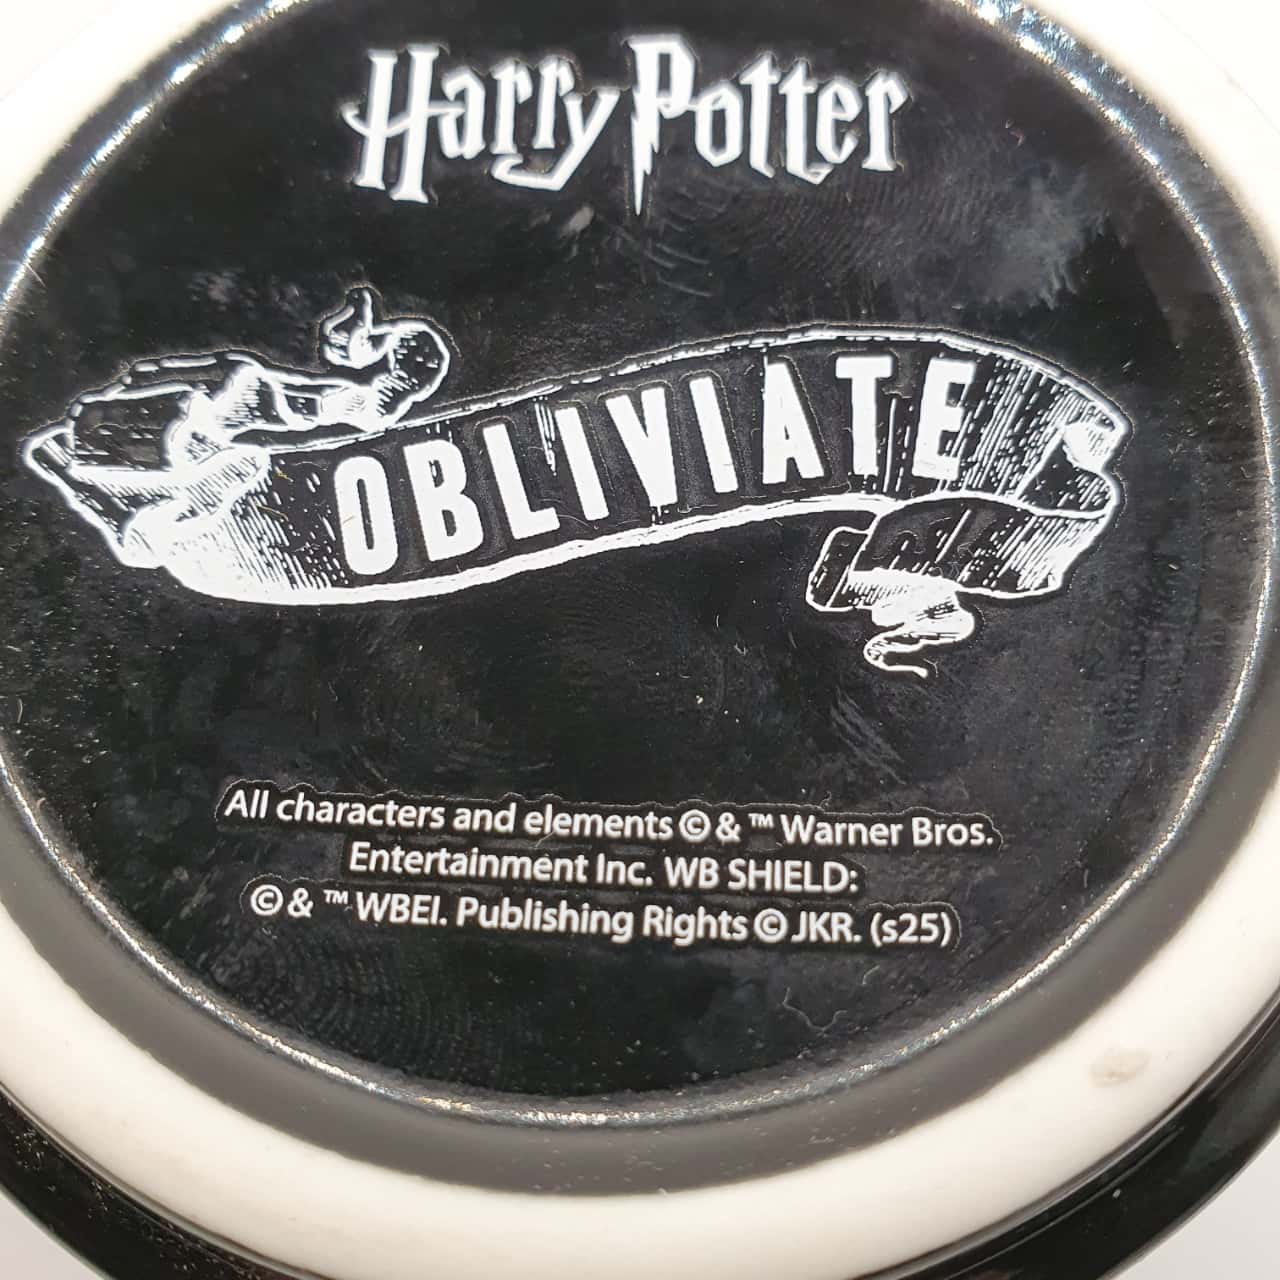 Harry Potter
OBLIVIATE
All characters and elements © & ™ Warner Bros.
Entertainment Inc. WB SHIELD:
© & ™ WBEI. Publishing Rights © JKR. (s25)